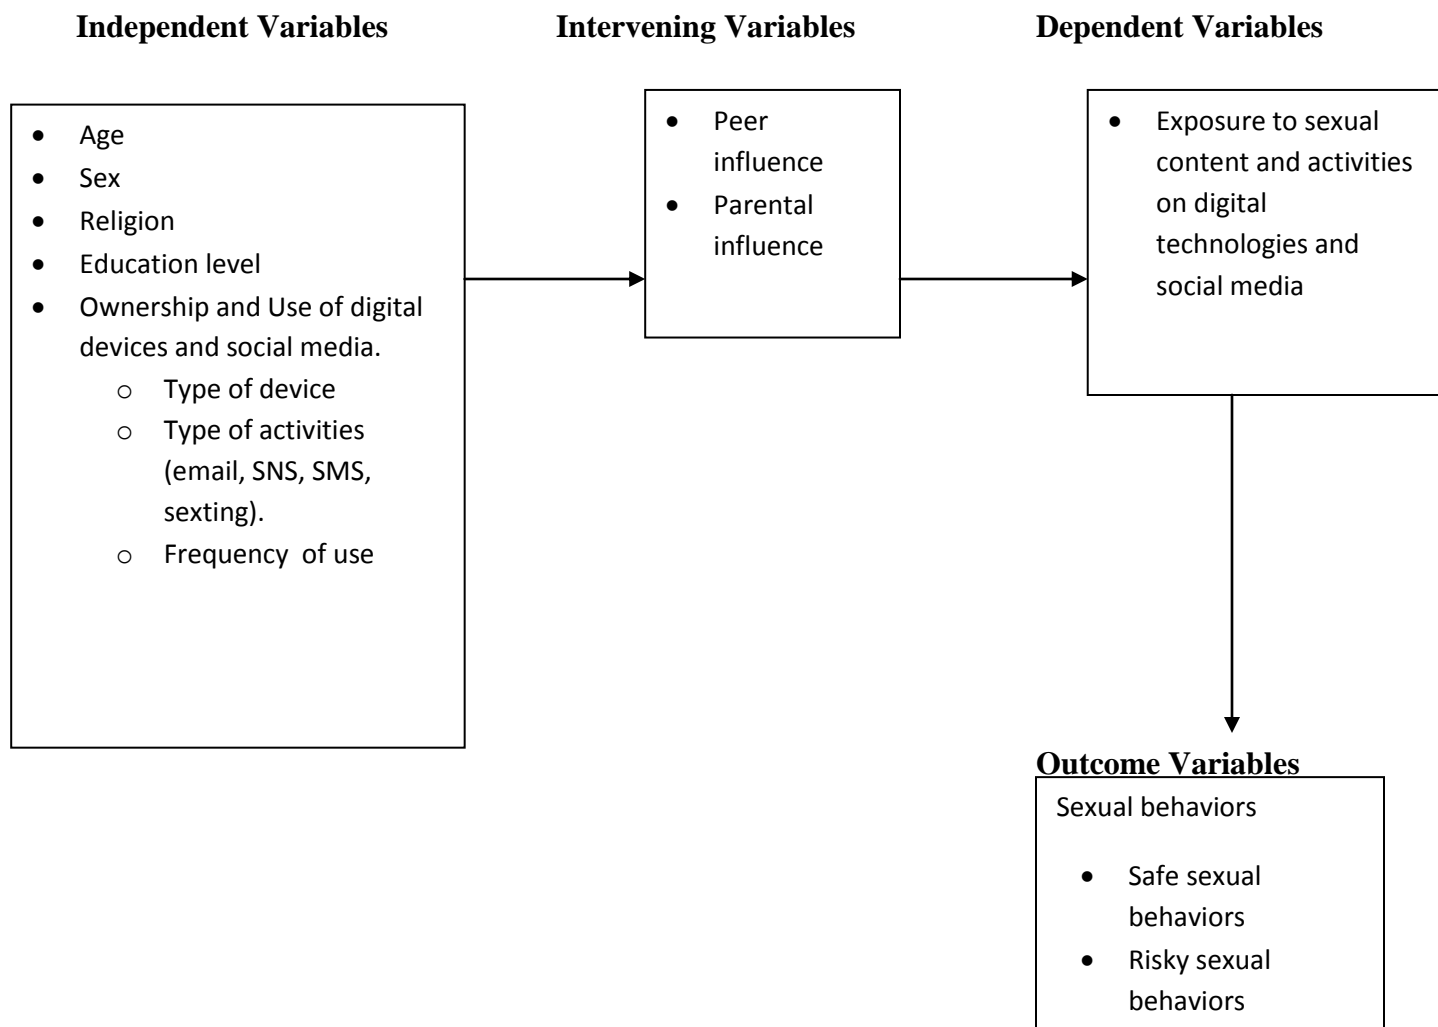 Independent Variables
Intervening Variables
Dependent Variables
• Age
• Sex
• Religion
• Education level
• Ownership and Use of digital
devices and social media.
o Type of device
o Type of activities
(email, SNS, SMS,
sexting).
o Frequency  of use
• Peer
influence
• Parental
influence
• Exposure to sexual
content and activities
on digital
technologies and
social media
Outcome Variables
Sexual behaviors
• Safe sexual
behaviors
• Risky sexual
behaviors